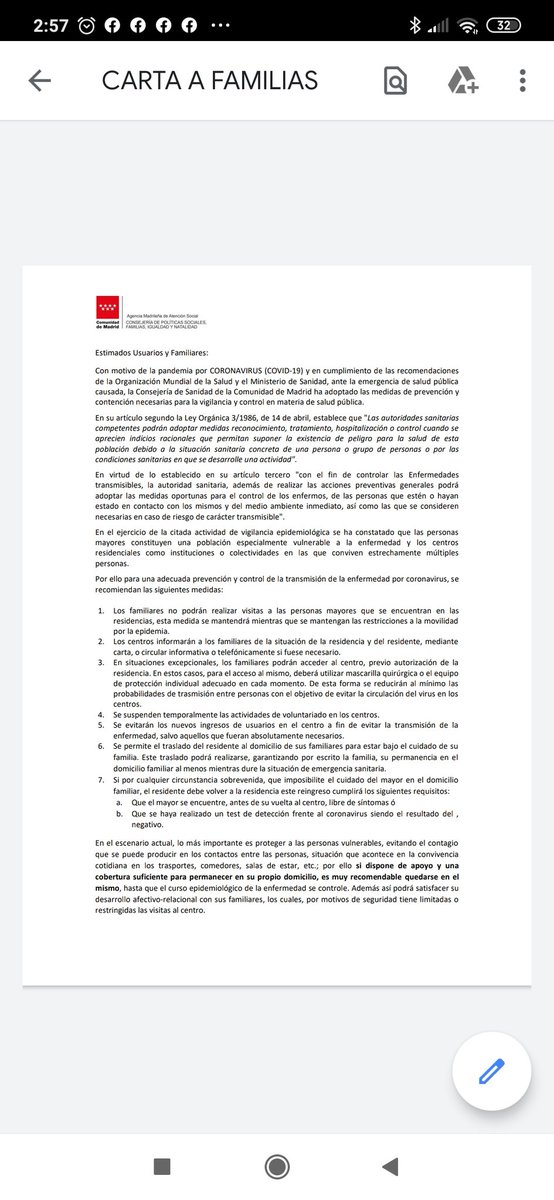 2:57
32
CARTA A FAMILIAS
Comunidad
de Madrid
Agencia Madrileña de Atención Social
CONSEJERÍA DE POLÍTICAS SOCIALES,
FAMILIAS, IGUALDAD Y NATALIDAD
Estimados Usuarios y Familiares:
Con motivo de la pandemia por CORONAVIRUS (COVID-19) y en cumplimiento de las recomendaciones
de la Organización Mundial de la Salud y el Ministerio de Sanidad, ante la emergencia de salud pública
causada, la Consejería de Sanidad de la Comunidad de Madrid ha adoptado las medidas de prevención y
contención necesarias para la vigilancia y control en materia de salud pública.
En su artículo segundo la Ley Orgánica 3/1986, de 14 de abril, establece que "Las autoridades sanitarias
competentes podrán adoptar medidas reconocimiento, tratamiento, hospitalización o control cuando se
aprecien indicios racionales que permitan suponer la existencia de peligro para la salud de esta
población debido a la situación sanitaria concreta de una persona o grupo de personas o por las
condiciones sanitarias en que se desarrolle una actividad".
En virtud de lo establecido en su artículo tercero "con el fin de controlar las Enfermedades
transmisibles, la autoridad sanitaria, además de realizar las acciones preventivas generales podrá
adoptar las medidas oportunas para el control de los enfermos, de las personas que estén o hayan
estado en contacto con los mismos y del medio ambiente inmediato, así como las que se consideren
necesarias en caso de riesgo de carácter transmisible".
En el ejercicio de la citada actividad de vigilancia epidemiológica se ha constatado que las personas
mayores constituyen una población especialmente vulnerable a la enfermedad y los centros
residenciales como instituciones o colectividades en las que conviven estrechamente múltiples
personas.
Por ello para una adecuada prevención y control de la transmisión de la enfermedad por coronavirus, se
recomiendan las siguientes medidas:
1. Los familiares no podrán realizar visitas a las personas mayores que se encuentran en las
residencias, esta medida se mantendrá mientras que se mantengan las restricciones a la movilidad
por la epidemia.
2. Los centros informarán a los familiares de la situación de la residencia y del residente, mediante
carta, o circular informativa o telefónicamente si fuese necesario.
3. En situaciones excepcionales, los familiares podrán acceder al centro, previo autorización de la
residencia. En estos casos, para el acceso al mismo, deberá utilizar mascarilla quirúrgica o el equipo
de protección individual adecuado en cada momento. De esta forma se reducirán al mínimo las
probabilidades de trasmisión entre personas con el objetivo de evitar la circulación del virus en los
centros.
4. Se suspenden temporalmente las actividades de voluntariado en los centros.
5. Se evitarán los nuevos ingresos de usuarios en el centro a fin de evitar la transmisión de la
enfermedad, salvo aquellos que fueran absolutamente necesarios.
6. Se permite el traslado del residente al domicilio de sus familiares para estar bajo el cuidado de su
familia. Este traslado podrá realizarse, garantizando por escrito la familia, su permanencia en el
domicilio familiar al menos mientras dure la situación de emergencia sanitaria.
7. Si por cualquier circunstancia sobrevenida, que imposibilite el cuidado del mayor en el domicilio
familiar, el residente debe volver a la residencia este reingreso cumplirá los siguientes requisitos:
a. Que el mayor se encuentre, antes de su vuelta al centro, libre de síntomas ó
b. Que se haya realizado un test de detección frente al coronavirus siendo el resultado del ,
negativo.
En el escenario actual, lo más importante es proteger a las personas vulnerables, evitando el contagio
que se puede producir en los contactos entre las personas, situación que acontece en la convivencia
cotidiana en los trasportes, comedores, salas de estar, etc.; por ello si dispone de apoyo y una
cobertura suficiente para permanecer en su propio domicilio, es muy recomendable quedarse en el
mismo, hasta que el curso epidemiológico de la enfermedad se controle. Además así podrá satisfacer su
desarrollo afectivo-relacional con sus familiares, los cuales, por motivos de seguridad tiene limitadas o
restringidas las visitas al centro.